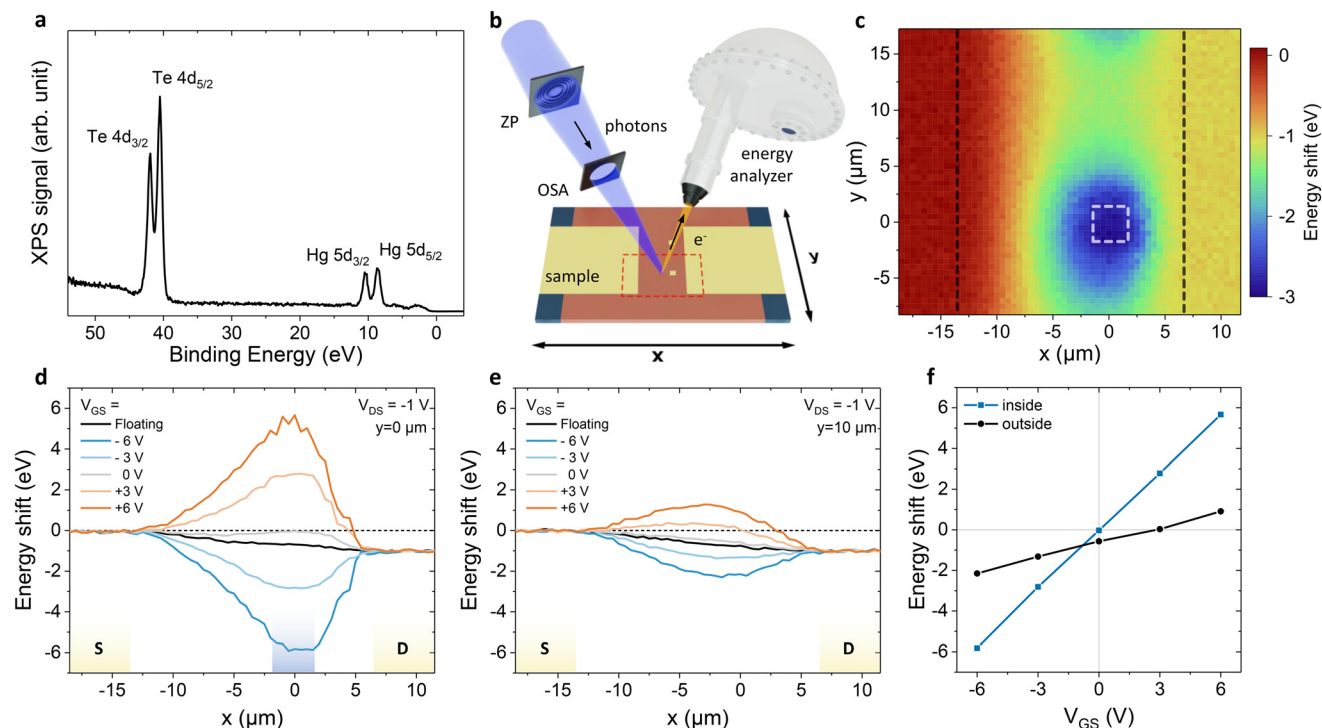 a
XPS signal (arb. unit)
Te 4d5/2
Te 4d3/2
Hg 5d3/2
Hg 5d5/2
50 40 30 20 10 0
Binding Energy (eV)
b
ZP
photons
OSA
energy
analyzer
e-
sample
y
x
c
y (µm)
15
10
5
0
-5
-15 -10 -5 0 5 10
x (µm)
0
-1
-2
-3
Energy shift (eV)
d
Energy shift (eV)
6
4
2
0
-2
-4
-6
VGS =
Floating
- 6 V
- 3 V
0 V
+3 V
+6 V
VDS = -1 V
y=0 µm
S
D
-15 -10 -5 0 5 10
x (µm)
e
Energy shift (eV)
6
4
2
0
-2
-4
-6
VGS =
Floating
- 6 V
- 3 V
0 V
+3 V
+6 V
VDS = -1 V
y=10 µm
S
D
-15 -10 -5 0 5 10
x (µm)
f
Energy shift (eV)
6
4
2
0
-2
-4
-6
inside
outside
-6 -3 0 3 6
VGS (V)